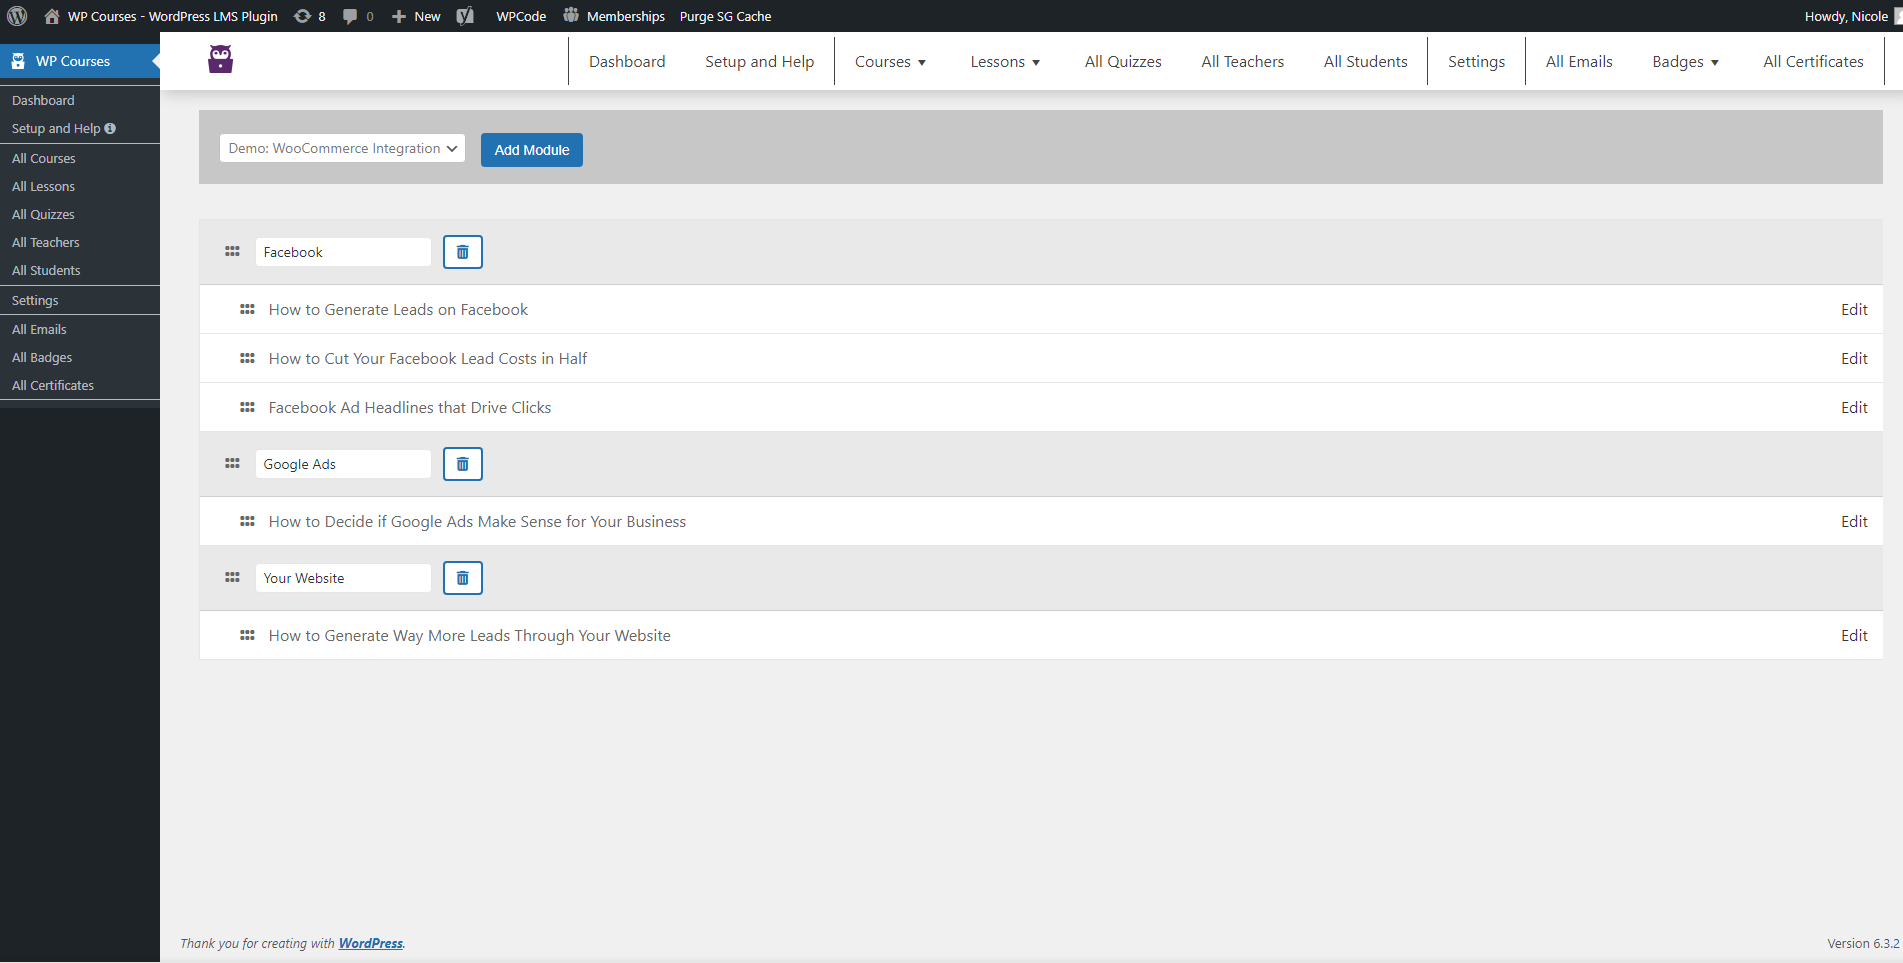 WP Courses - WordPress LMS Plugin 8 0 New WPCode Memberships Purge SG Cache Howdy, Nicole
WP Courses
Dashboard
Setup and Help
All Courses
All Lessons
All Quizzes
All Teachers
All Students
Settings
All Emails
All Badges
All Certificates
Dashboard Setup and Help Courses Lessons All Quizzes All Teachers All Students Settings All Emails Badges All Certificates
Demo: WooCommerce Integration Add Module
Facebook
How to Generate Leads on Facebook Edit
How to Cut Your Facebook Lead Costs in Half Edit
Facebook Ad Headlines that Drive Clicks Edit
Google Ads
How to Decide if Google Ads Make Sense for Your Business Edit
Your Website
How to Generate Way More Leads Through Your Website Edit
Thank you for creating with WordPress. Version 6.3.2